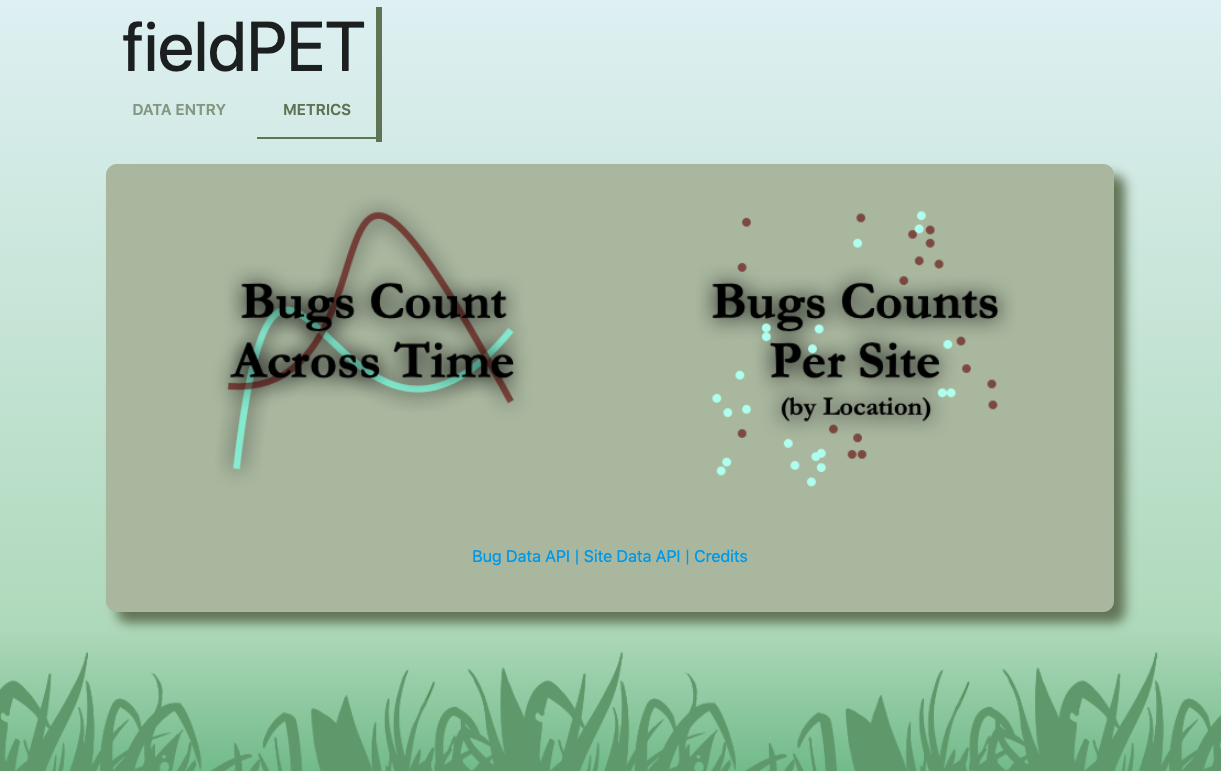 fieldPET
DATA ENTRY METRICS
Bugs Count
Across Time
Bugs Counts
Per Site
(by Location)
Bug Data API | Site Data API | Credits